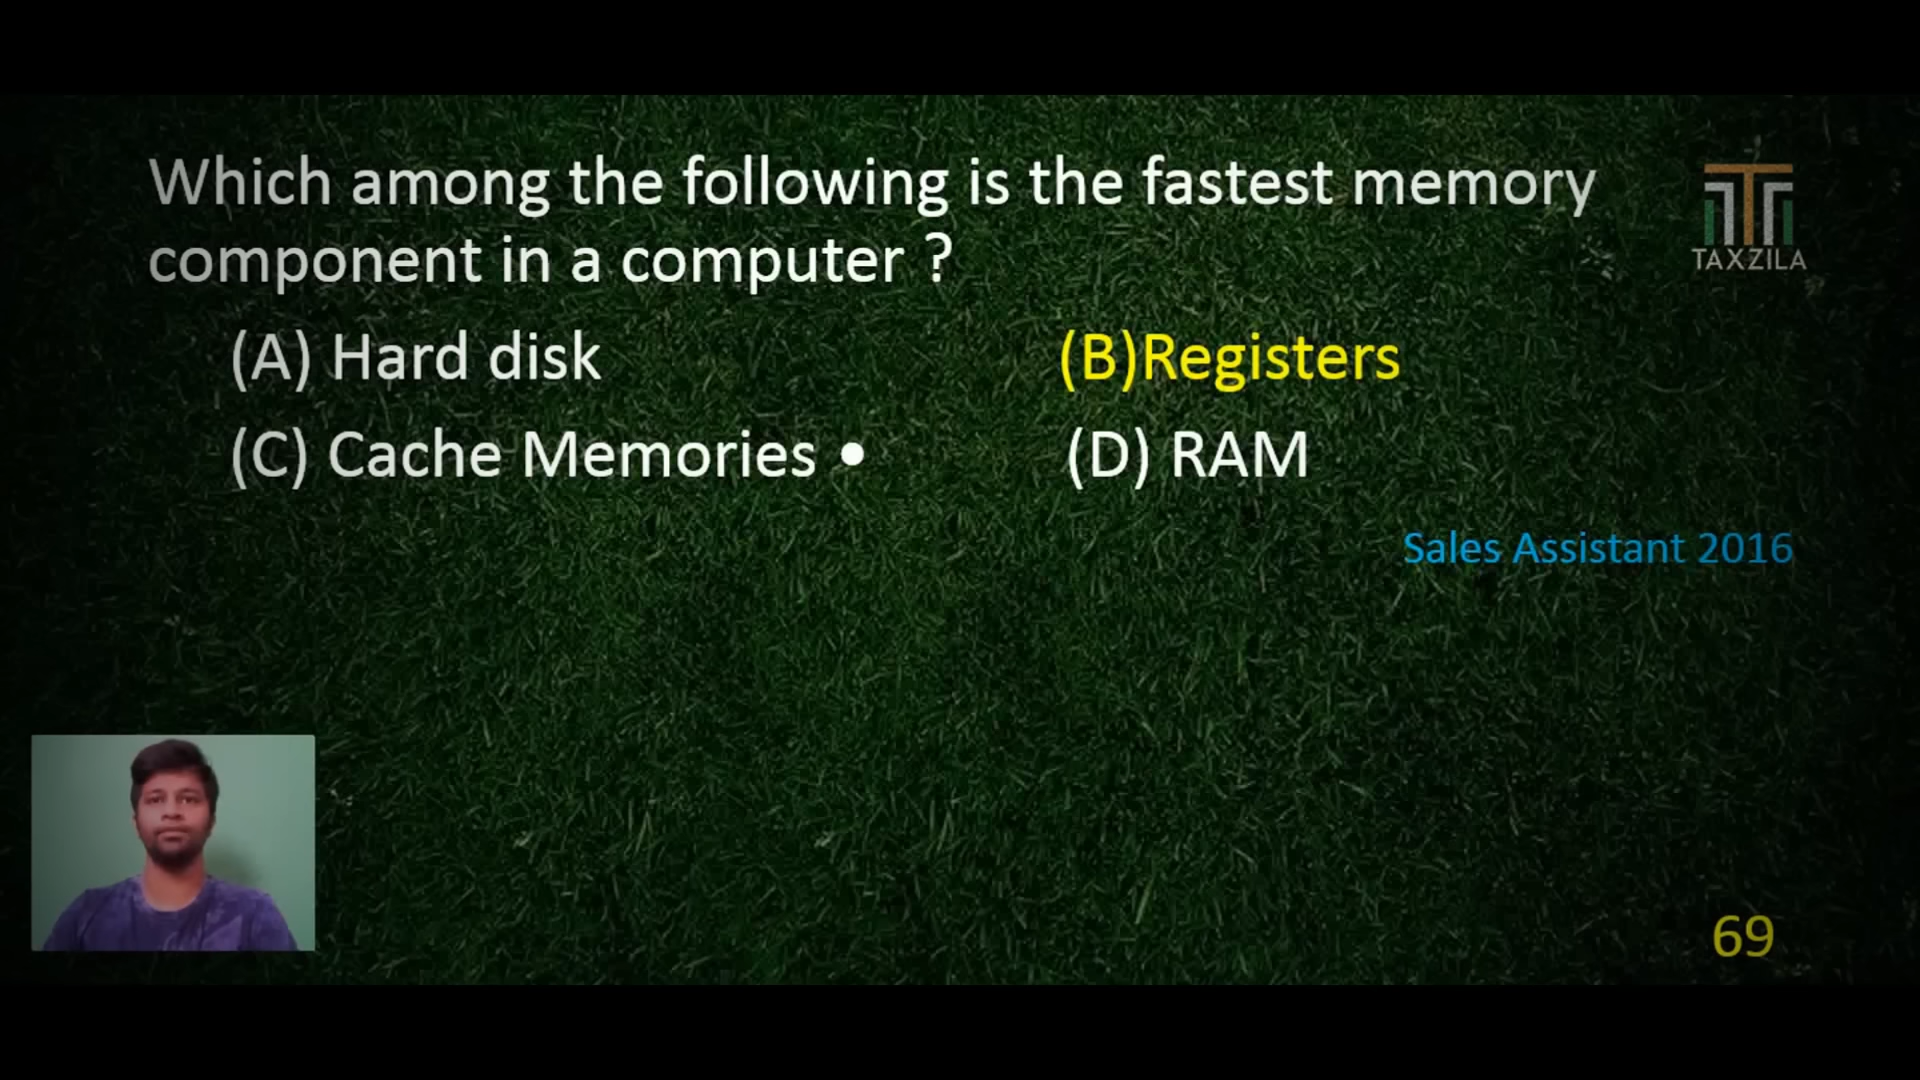 Which among the following is the fastest memory
component in a computer ?
TAXZILA
(A) Hard disk (B)Registers
(C) Cache Memories • (D) RAM
Sales Assistant 2016
69